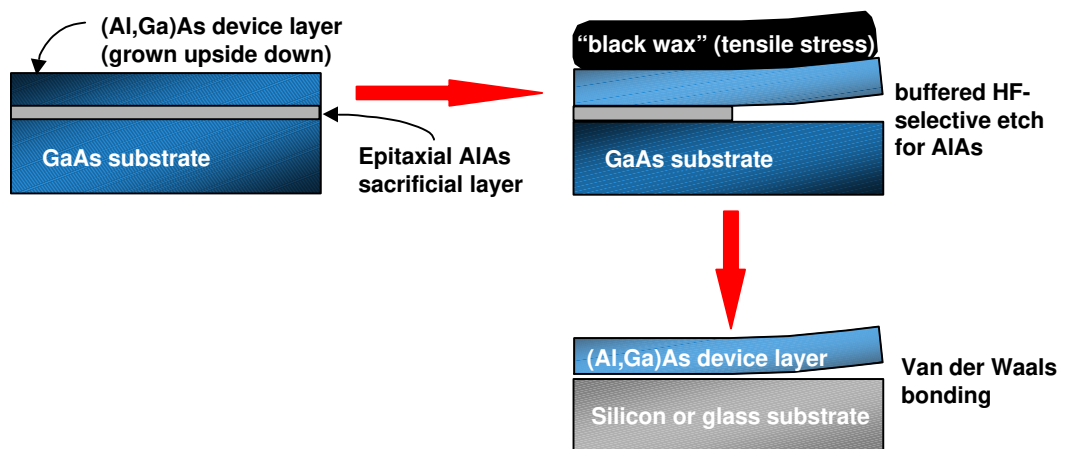 (Al,Ga)As device layer
(grown upside down)
GaAs substrate
Epitaxial AlAs
sacrificial layer
“black wax” (tensile stress)
GaAs substrate
buffered HF-
selective etch
for AlAs
(Al,Ga)As device layer
Silicon or glass substrate
Van der Waals
bonding